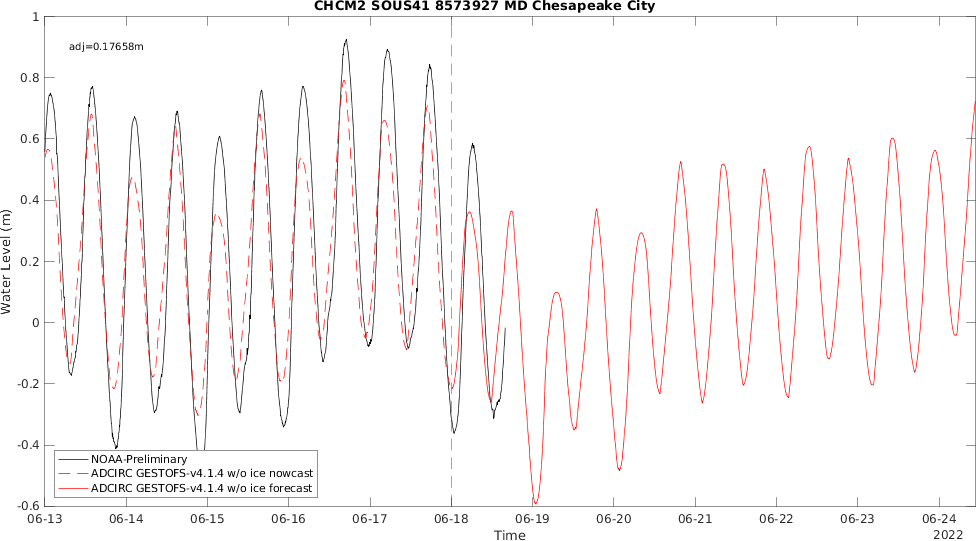 CHCM2 SOUS41 8573927 MD Chesapeake City
adj=0.17658m
1
0.8
0.6
0.4
0.2
0
-0.2
-0.4
-0.6
Water Level (m)
NOAA-Preliminary
ADCIRC GESTOFS-v4.1.4 w/o ice nowcast
ADCIRC GESTOFS-v4.1.4 w/o ice forecast
06-13 06-14 06-15 06-16 06-17 06-18 06-19 06-20 06-21 06-22 06-23 06-24
Time
2022